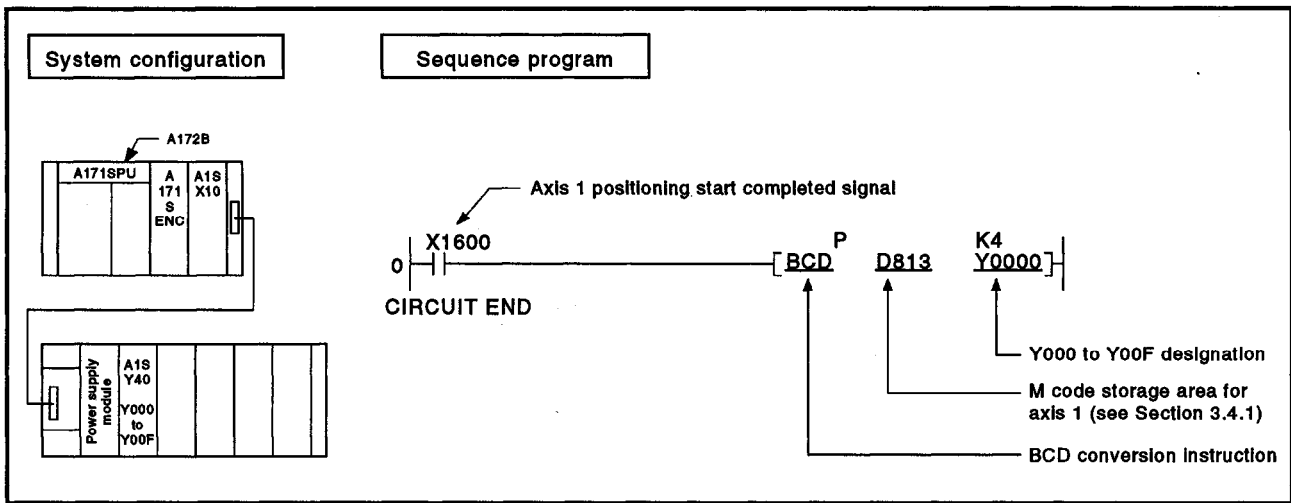 System configuration
Sequence program
A172B
A171SPU
A
171
S
ENC
A1S
X10
Power supply
module
A1S
Y40
Y000
to
Y00F
Axis 1 positioning start completed signal
X1600
P
K4
0
BCD
D813
Y0000
CIRCUIT END
Y000 to Y00F designation
M code storage area for
axis 1 (see Section 3.4.1)
BCD conversion instruction